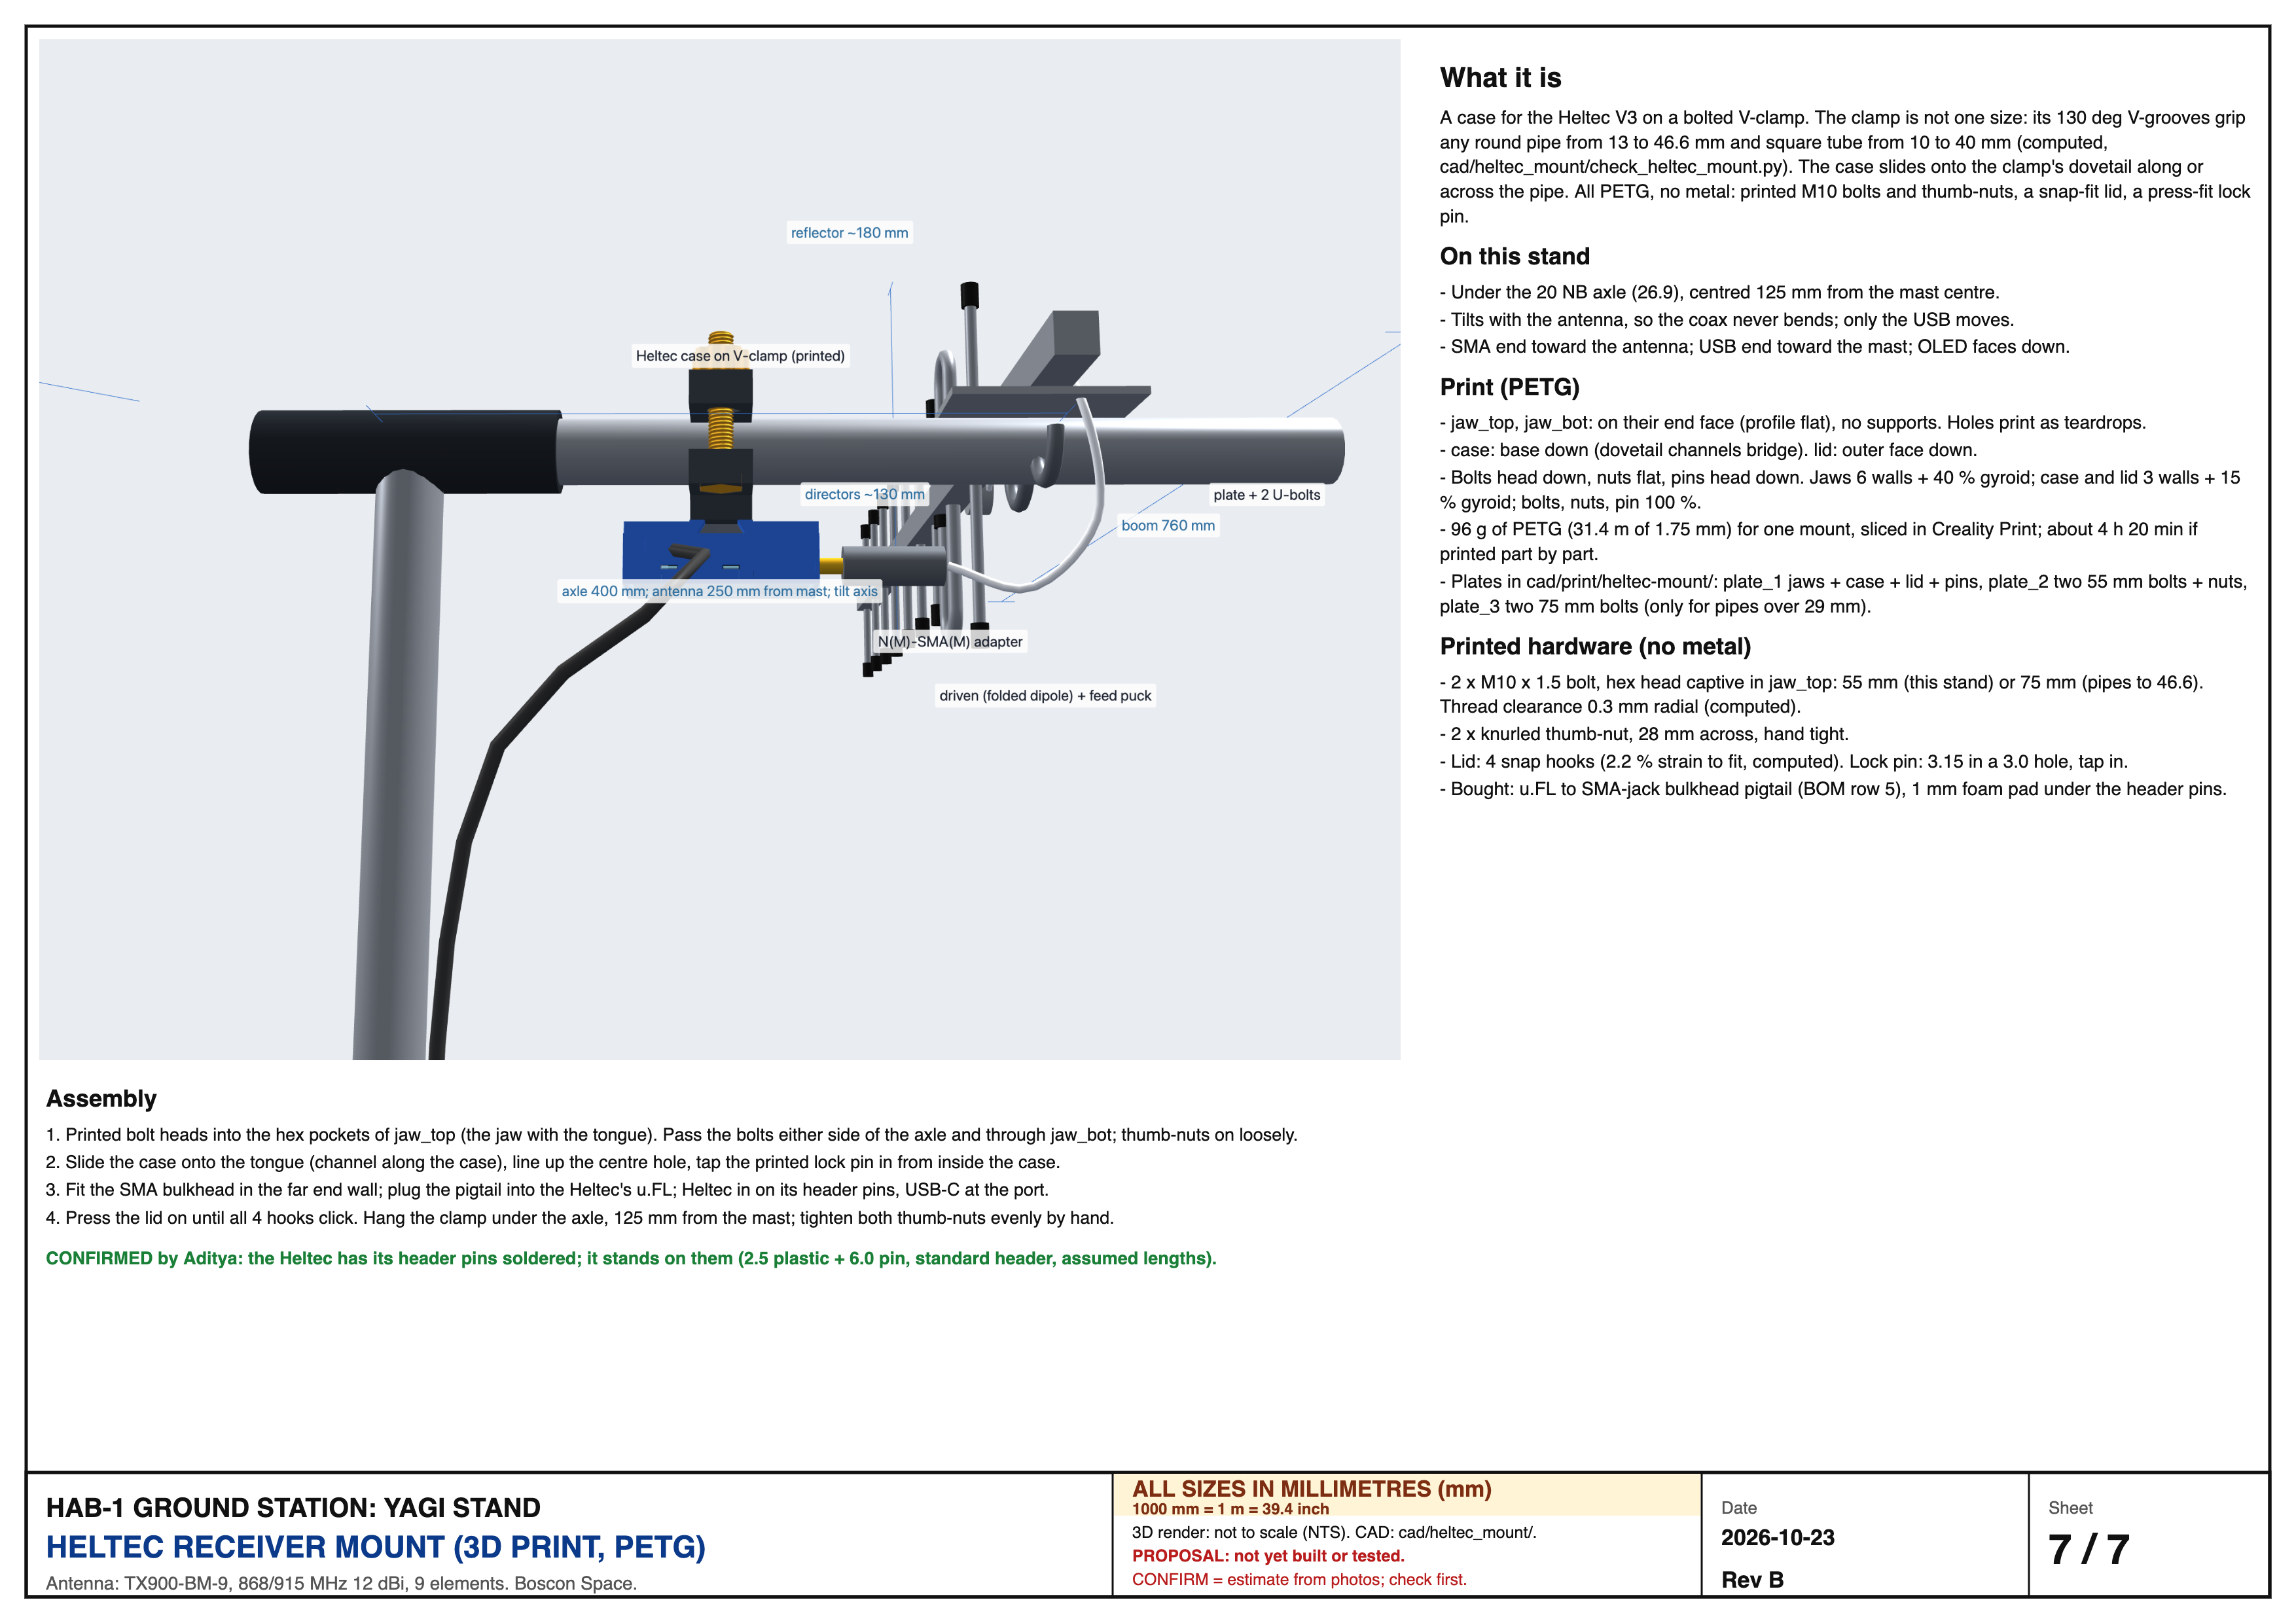 reflector ~180 mm
Heltec case on V-clamp (printed)
directors ~130 mm
plate + 2 U-bolts
boom 760 mm
axle 400 mm; antenna 250 mm from mast; tilt axis
N(M)-SMA(M) adapter
driven (folded dipole) + feed puck
What it is
A case for the Heltec V3 on a bolted V-clamp. The clamp is not one size: its 130 deg V-grooves grip
any round pipe from 13 to 46.6 mm and square tube from 10 to 40 mm (computed,
cad/heltec_mount/check_heltec_mount.py). The case slides onto the clamp's dovetail along or
across the pipe. All PETG, no metal: printed M10 bolts and thumb-nuts, a snap-fit lid, a press-fit lock
pin.
On this stand
- Under the 20 NB axle (26.9), centred 125 mm from the mast centre.
- Tilts with the antenna, so the coax never bends; only the USB moves.
- SMA end toward the antenna; USB end toward the mast; OLED faces down.
Print (PETG)
- jaw_top, jaw_bot: on their end face (profile flat), no supports. Holes print as teardrops.
- case: base down (dovetail channels bridge). lid: outer face down.
- Bolts head down, nuts flat, pins head down. Jaws 6 walls + 40 % gyroid; case and lid 3 walls + 15
% gyroid; bolts, nuts, pin 100 %.
- 96 g of PETG (31.4 m of 1.75 mm) for one mount, sliced in Creality Print; about 4 h 20 min if
printed part by part.
- Plates in cad/print/heltec-mount/: plate_1 jaws + case + lid + pins, plate_2 two 55 mm bolts + nuts,
plate_3 two 75 mm bolts (only for pipes over 29 mm).
Printed hardware (no metal)
- 2 x M10 x 1.5 bolt, hex head captive in jaw_top: 55 mm (this stand) or 75 mm (pipes to 46.6).
Thread clearance 0.3 mm radial (computed).
- 2 x knurled thumb-nut, 28 mm across, hand tight.
- Lid: 4 snap hooks (2.2 % strain to fit, computed). Lock pin: 3.15 in a 3.0 hole, tap in.
- Bought: u.FL to SMA-jack bulkhead pigtail (BOM row 5), 1 mm foam pad under the header pins.
Assembly
1. Printed bolt heads into the hex pockets of jaw_top (the jaw with the tongue). Pass the bolts either side of the axle and through jaw_bot; thumb-nuts on loosely.
2. Slide the case onto the tongue (channel along the case), line up the centre hole, tap the printed lock pin in from inside the case.
3. Fit the SMA bulkhead in the far end wall; plug the pigtail into the Heltec's u.FL; Heltec in on its header pins, USB-C at the port.
4. Press the lid on until all 4 hooks click. Hang the clamp under the axle, 125 mm from the mast; tighten both thumb-nuts evenly by hand.
CONFIRMED by Aditya: the Heltec has its header pins soldered; it stands on them (2.5 plastic + 6.0 pin, standard header, assumed lengths).
HAB-1 GROUND STATION: YAGI STAND
HELTEC RECEIVER MOUNT (3D PRINT, PETG)
Antenna: TX900-BM-9, 868/915 MHz 12 dBi, 9 elements. Boscon Space.
ALL SIZES IN MILLIMETRES (mm)
1000 mm = 1 m = 39.4 inch
3D render: not to scale (NTS). CAD: cad/heltec_mount/.
PROPOSAL: not yet built or tested.
CONFIRM = estimate from photos; check first.
Date
2026-10-23
Rev B
Sheet
7 / 7